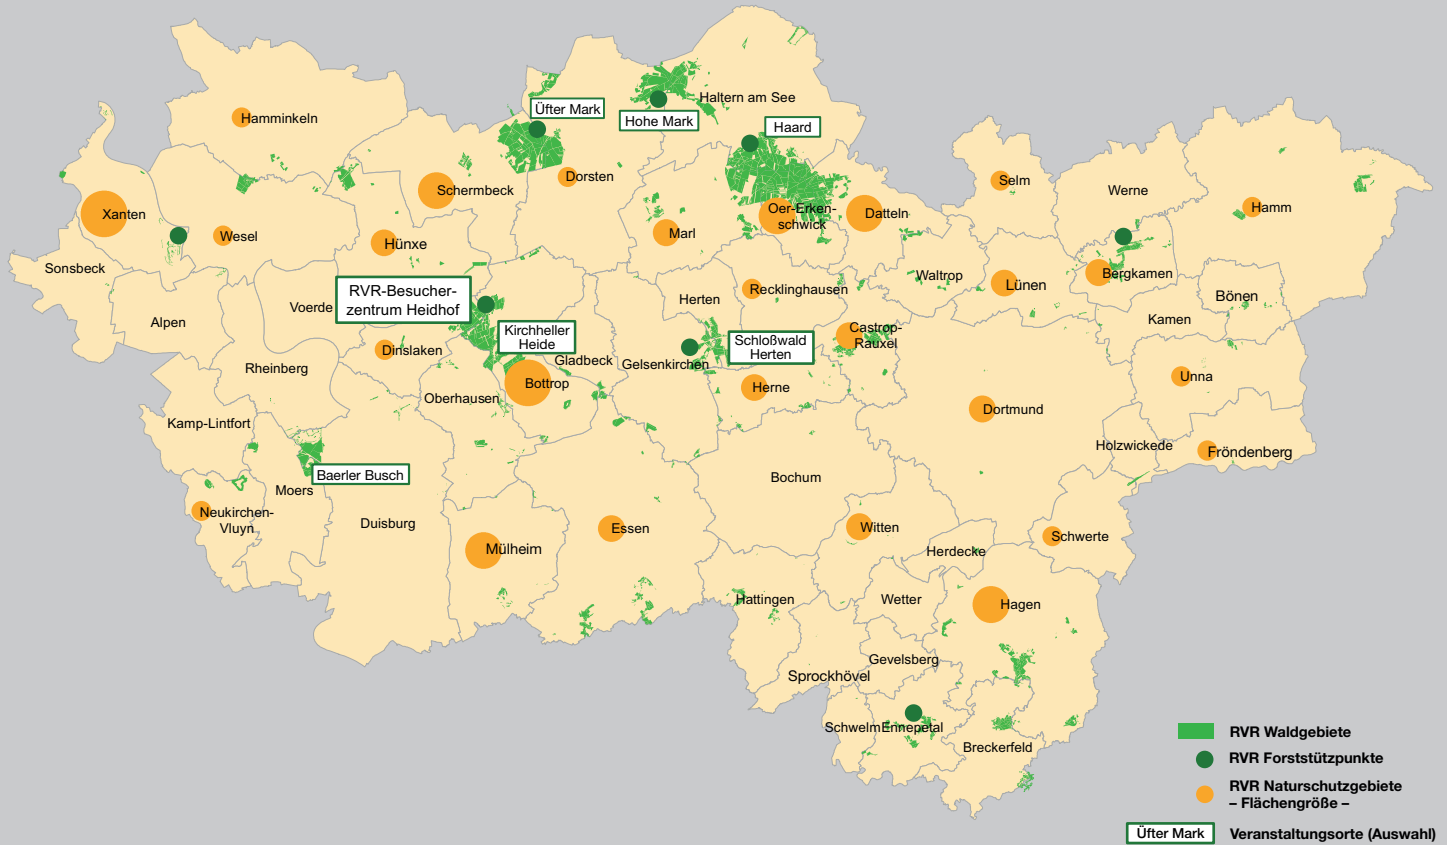 Haltern am See
Üfter Mark
Hohe Mark
Hamminkeln
Haard
Dorsten
Schermbeck
Selm
Werne
Hamm
Xanten
Wesel
Hünxe
Marl
Oer-Erken-
schwick
Datteln
Sonsbeck
Bergkamen
Waltrop
Lünen
Bönen
RVR-Besucher-
zentrum Heidhof
Voerde
Herten
Recklinghausen
Alpen
Kamen
Kirchheller
Heide
Schloßwald
Herten
Castrop-
Rauxel
Dinslaken
Gladbeck
Gelsenkirchen
Rheinberg
Bottrop
Herne
Unna
Oberhausen
Dortmund
Kamp-Lintfort
Holzwickede
Fröndenberg
Baerler Busch
Bochum
Moers
Neukirchen-
Vluyn
Duisburg
Essen
Witten
Schwerte
Mülheim
Herdecke
Hattingen
Wetter
Hagen
Gevelsberg
Sprockhövel
Schwelm
Ennepetal
Breckerfeld
RVR Waldgebiete
RVR Forststützpunkte
RVR Naturschutzgebiete
– Flächengröße –
Üfter Mark
Veranstaltungsorte (Auswahl)